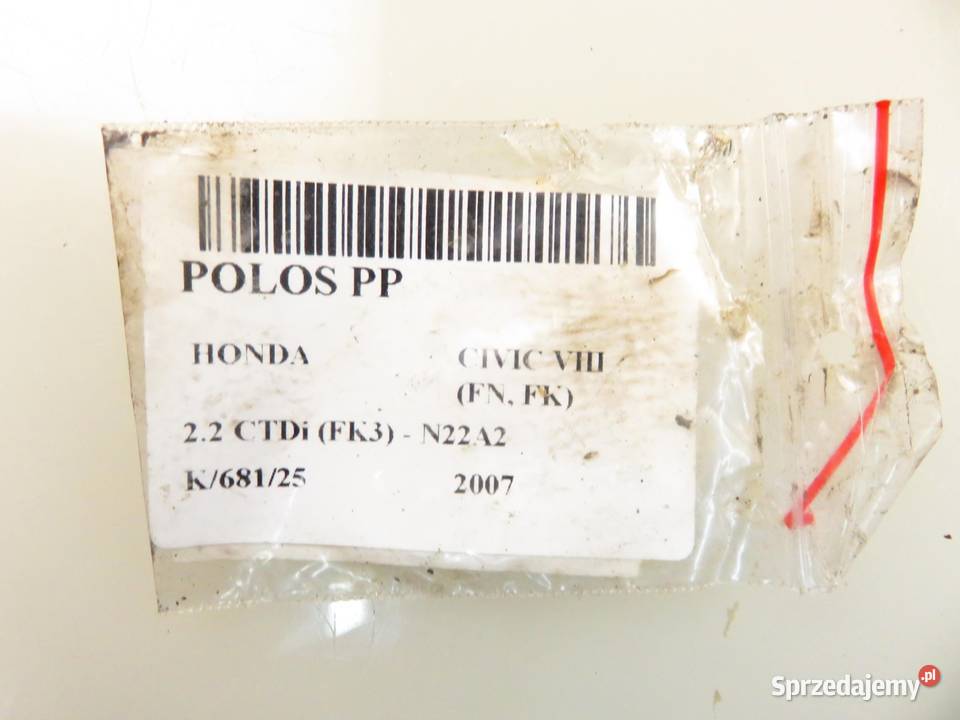 POLOS PP
HONDA CIVIC VIII
(FN, FK)
2.2 CTDi (FK3) - N22A2
K/681/25 2007
Sprzedajemy.pl